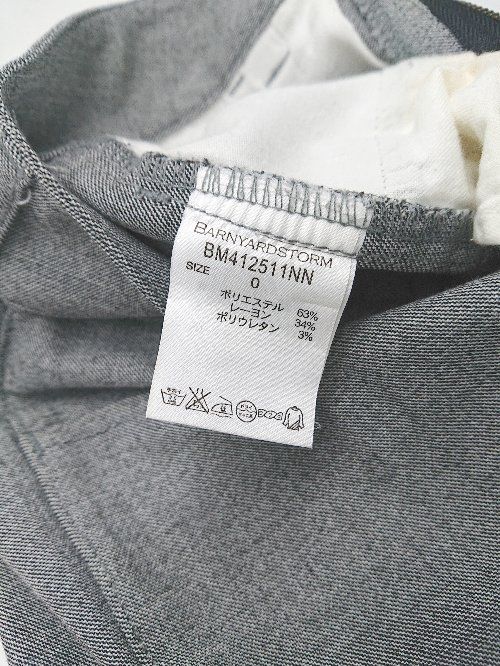 BARNYARDSTORM
BM412511NN
SIZE 0
ポリエステル 63%
レーヨン 34%
ポリウレタン 3%